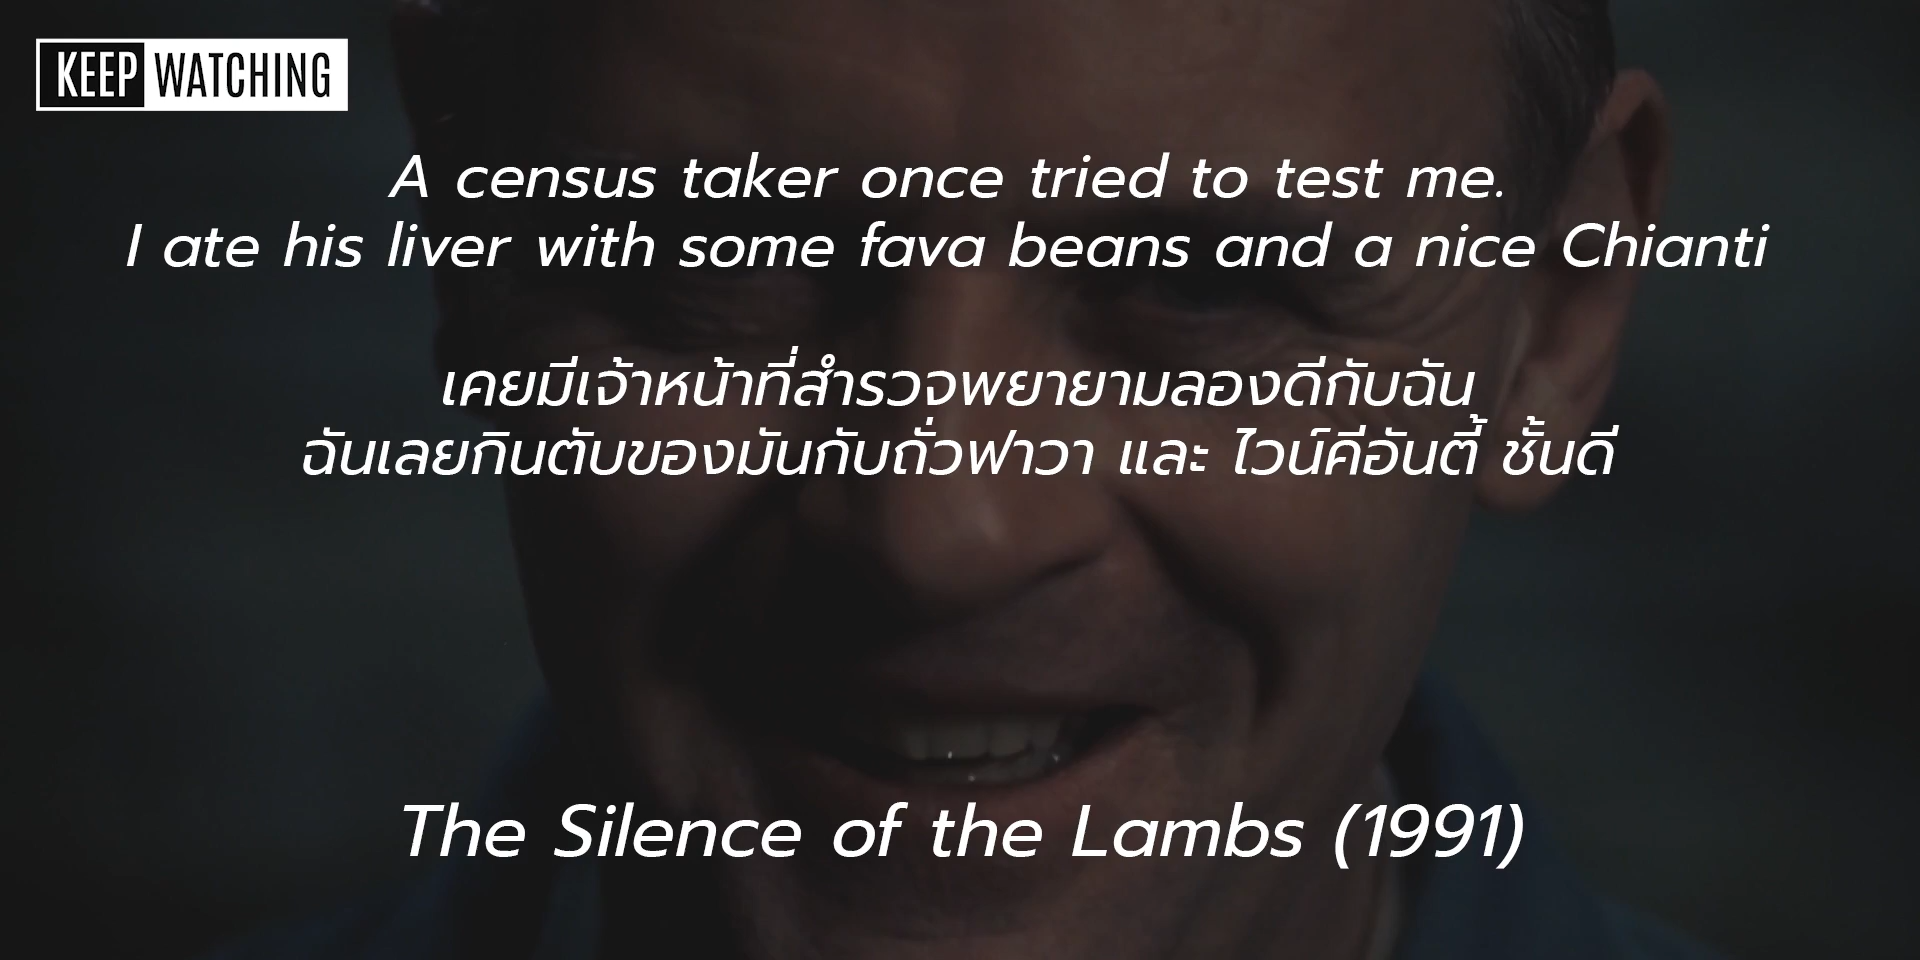 KEEP WATCHING
A census taker once tried to test me.
I ate his liver with some fava beans and a nice Chianti
เคยมีเจ้าหน้าที่สำรวจพยายามลองดีกับฉัน
ฉันเลยกินตับของมันกับถั่วฟาวา และ ไวน์คีอันตี้ ชั้นดี
The Silence of the Lambs (1991)